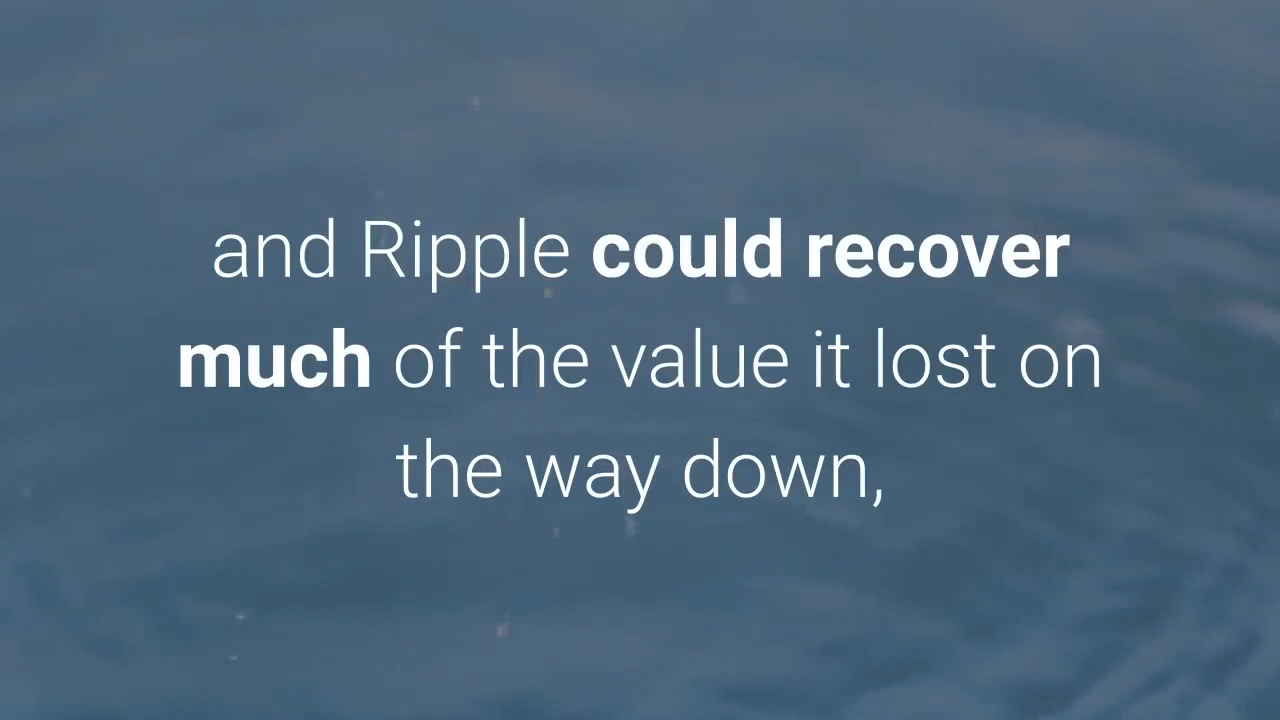 and Ripple could recover
much of the value it lost on
the way down,